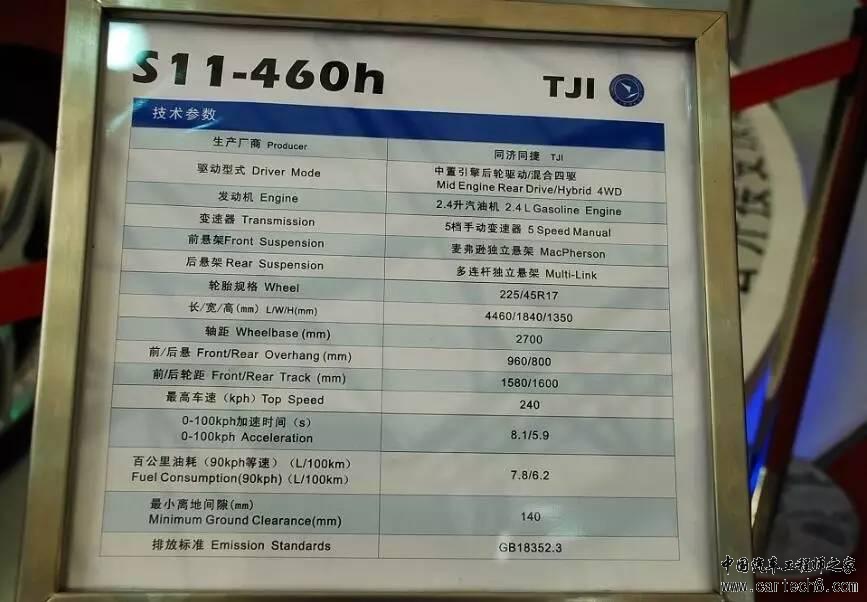 S11-460h
TJI
技术参数
生产厂商 Producer
同济同捷 TJI
驱动型式 Driver Mode
中置引擎后轮驱动/混合四驱
Mid Engine Rear Drive/Hybrid 4WD
发动机 Engine
2.4升汽油机 2.4 L Gasoline Engine
变速器 Transmission
5档手动变速器 5 Speed Manual
前悬架Front Suspension
麦弗逊独立悬架 MacPherson
后悬架 Rear Suspension
多连杆独立悬架 Multi-Link
轮胎规格 Wheel
225/45R17
长/宽/高(mm) L/W/H(mm)
4460/1840/1350
轴距 Wheelbase (mm)
2700
前/后悬 Front/Rear Overhang (mm)
960/800
前/后轮距 Front/Rear Track (mm)
1580/1600
最高车速 (kph) Top Speed
240
0-100kph加速时间 (s)
0-100kph Acceleration
8.1/5.9
百公里油耗 (90kph等速) (L/100km)
Fuel Consumption(90kph) (L/100km)
7.8/6.2
最小离地间隙(mm)
Minimum Ground Clearance(mm)
140
排放标准 Emission Standards
GB18352.3
中国汽车工程师之家
www.cartech8.com